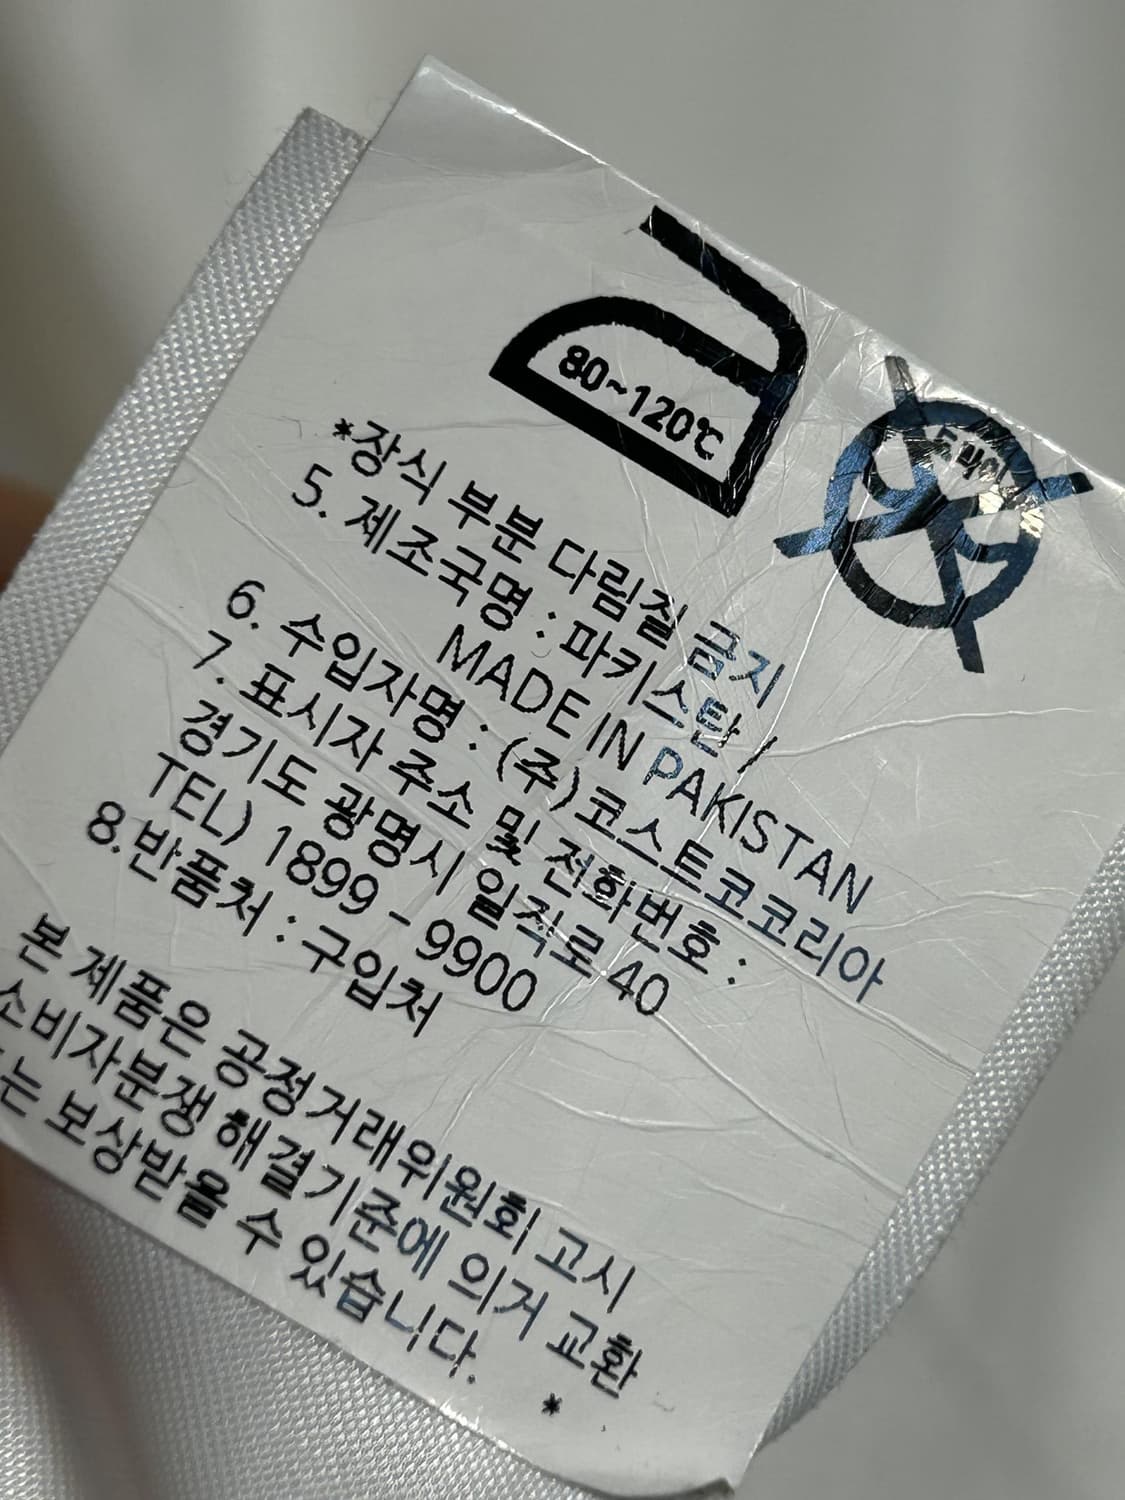 80~120℃
*장식 부분 다림질 금지
5. 제조국명 : 파키스탄 /
MADE IN PAKISTAN
6. 수입자명 : (주)코스트코코리아
7. 표시자 주소 및 전화번호 :
경기도 광명시 일직로 40
TEL) 1899 - 9900
8.반품처 : 구입처
본 제품은 공정거래위원회 고시
소비자분쟁 해결기준에 의거 교환
는 보상받을 수 있습니다. *